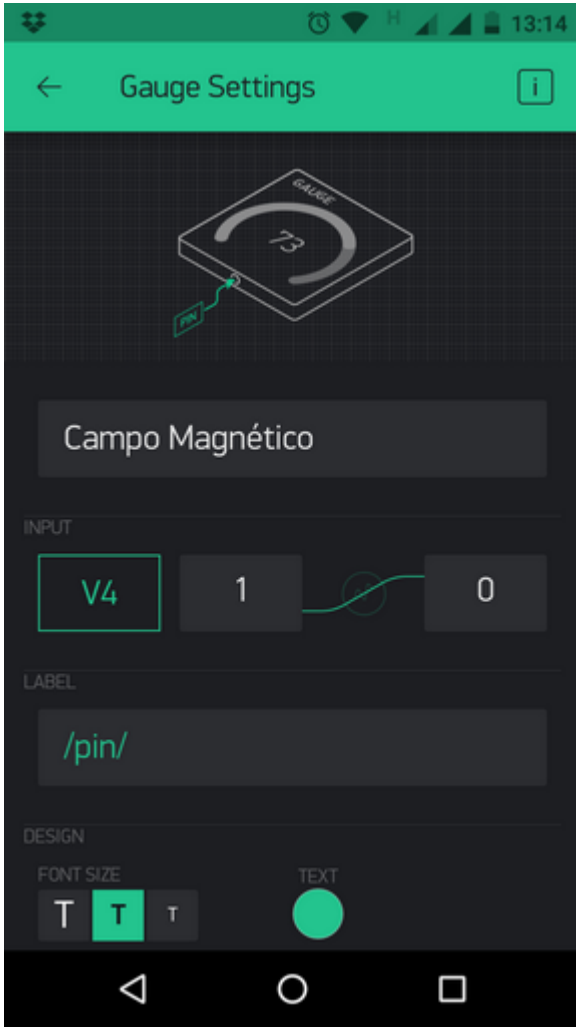 H 13:14
Gauge Settings i
GAUGE
73
PIN
Campo Magnético
INPUT
V4 1 0
LABEL
/pin/
DESIGN
FONT SIZE TEXT
T T T